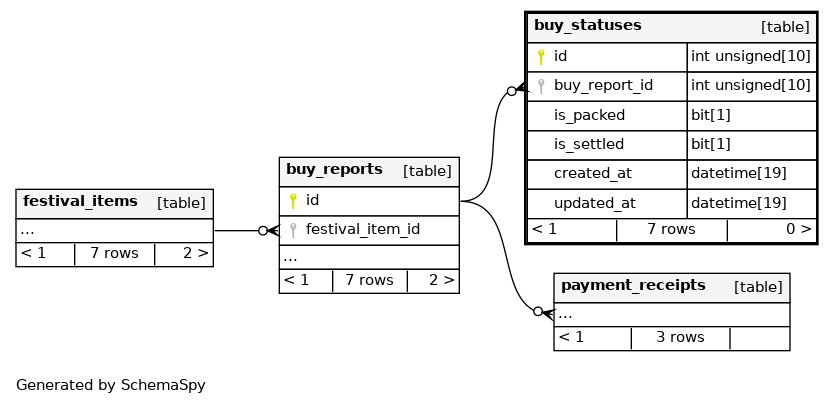 buy_statuses [table]
id int unsigned[10]
buy_report_id int unsigned[10]
is_packed bit[1]
is_settled bit[1]
created_at datetime[19]
updated_at datetime[19]
< 1 7 rows 0 >
buy_reports [table]
id
festival_item_id
...
< 1 7 rows 2 >
festival_items [table]
...
< 1 7 rows 2 >
payment_receipts [table]
...
< 1 3 rows
Generated by SchemaSpy